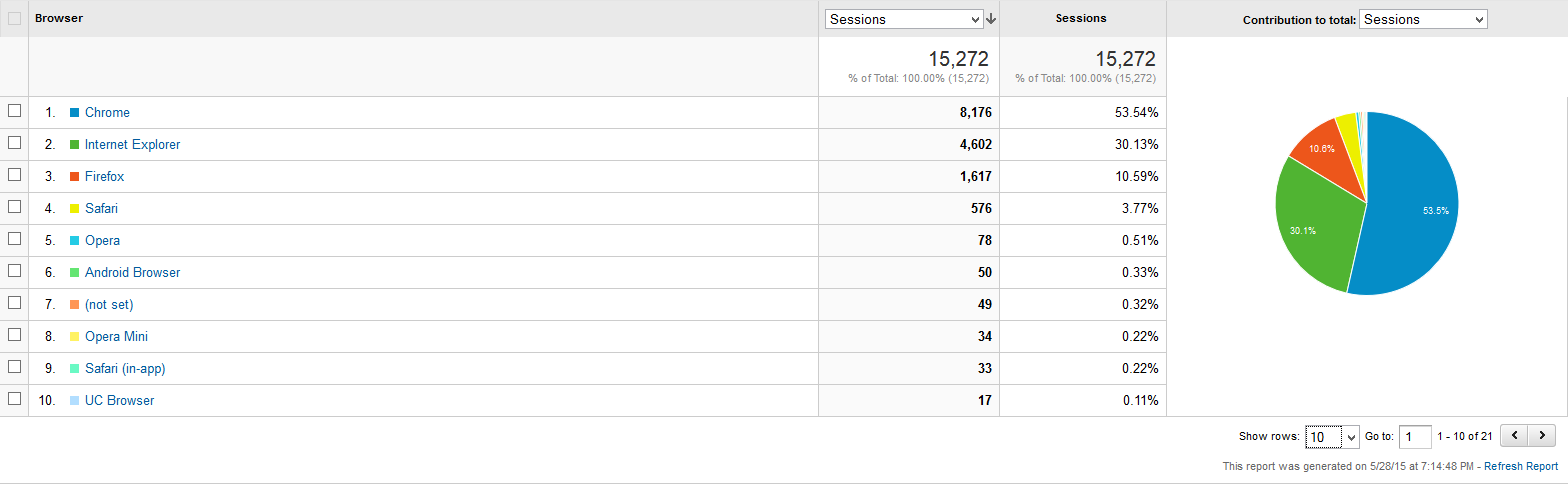 Browser Sessions Sessions Contribution to total: Sessions
15,272 15,272
% of Total: 100.00% (15,272) % of Total: 100.00% (15,272)
1. Chrome 8,176 53.54%
2. Internet Explorer 4,602 30.13%
3. Firefox 1,617 10.59%
4. Safari 576 3.77%
5. Opera 78 0.51%
6. Android Browser 50 0.33%
7. (not set) 49 0.32%
8. Opera Mini 34 0.22%
9. Safari (in-app) 33 0.22%
10. UC Browser 17 0.11%
10.6%
53.5%
30.1%
Show rows: 10 Go to: 1 1 - 10 of 21
This report was generated on 5/28/15 at 7:14:48 PM - Refresh Report